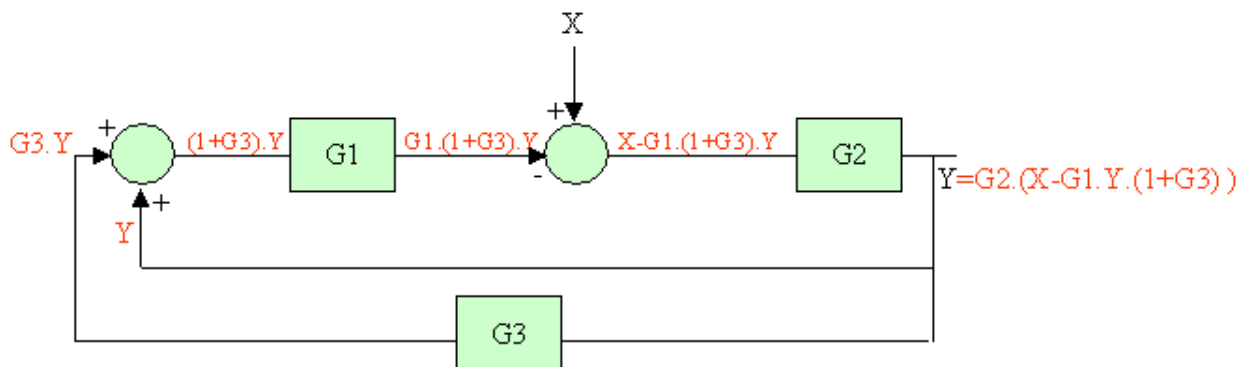 X
+
+
G3.Y
(1+G3).Y
G1
G1.(1+G3).Y
-
X-G1.(1+G3).Y
G2
Y=G2.(X-G1.Y.(1+G3) )
+
Y
G3